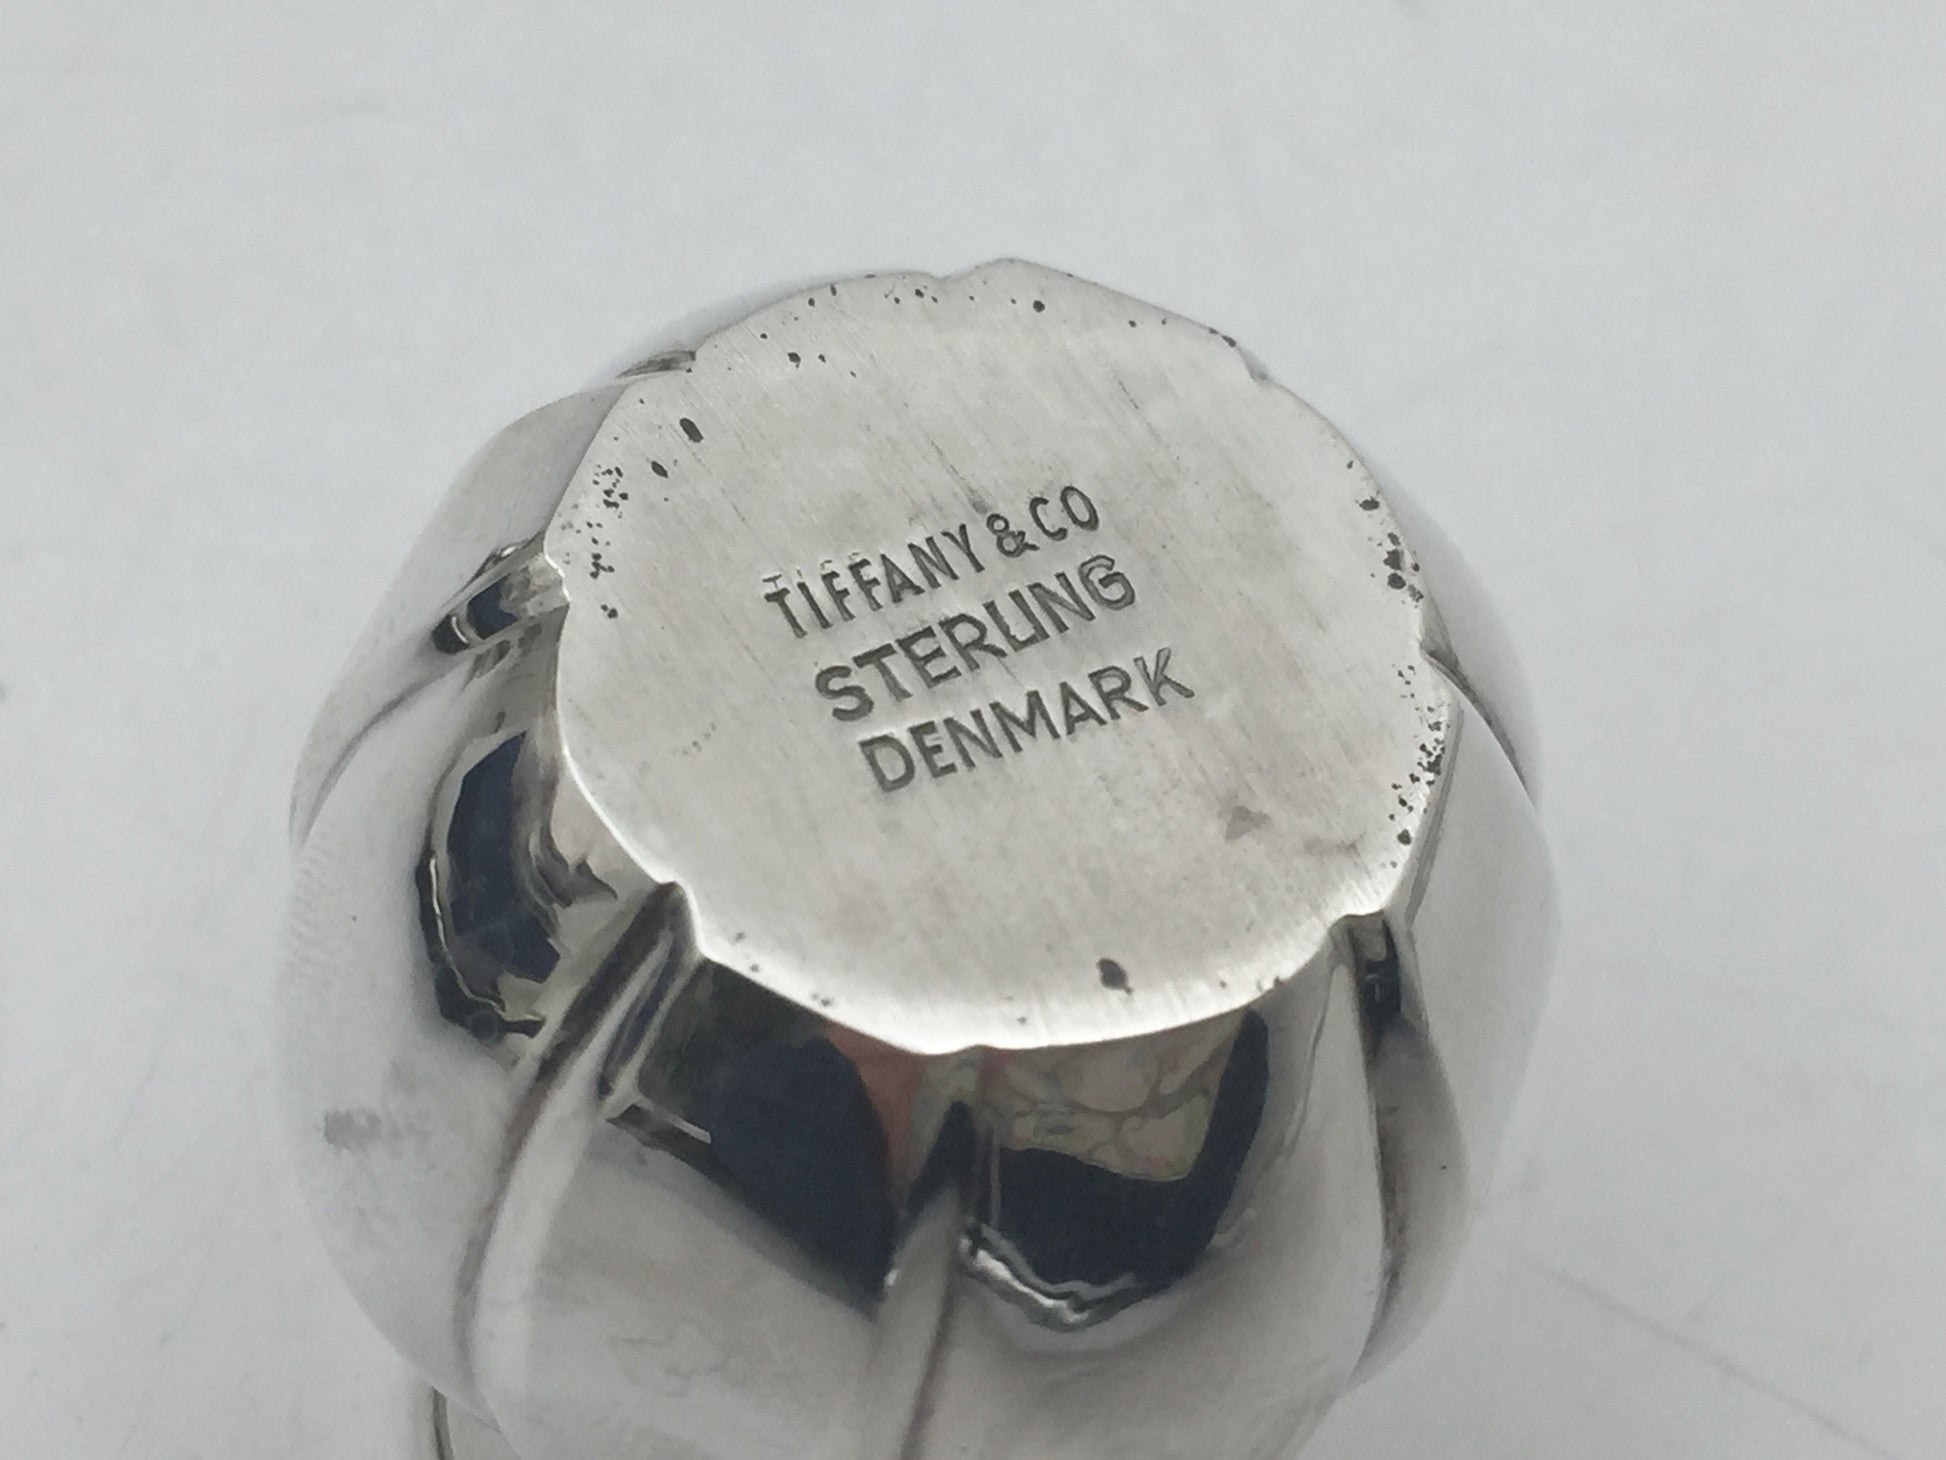 TIFFANY & CO
STERLING
DENMARK